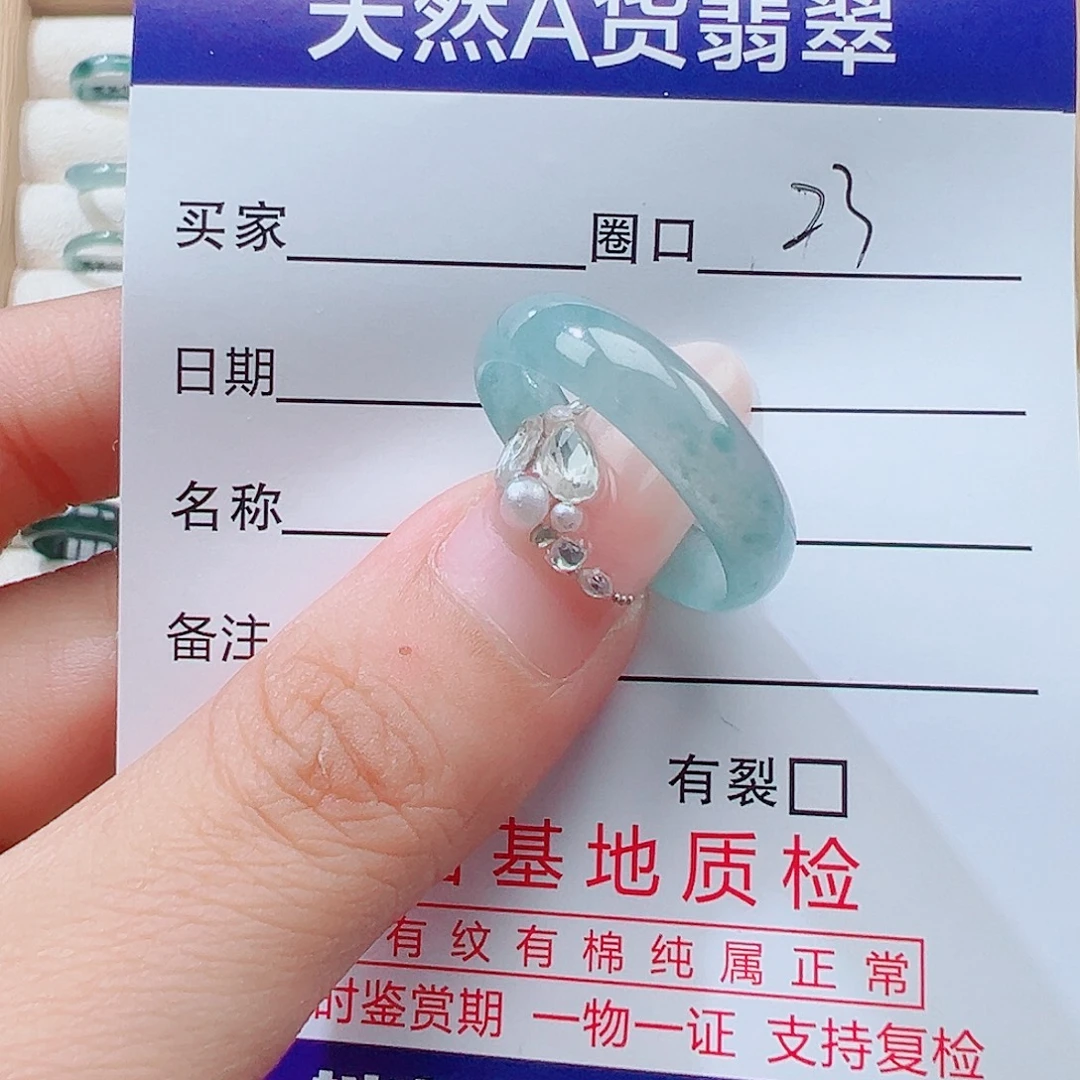 天然A货翡翠
买家 圈口 23
日期
名称
备注
有裂
基地质检
有纹有棉纯属正常
时鉴赏期 一物一证 支持复检